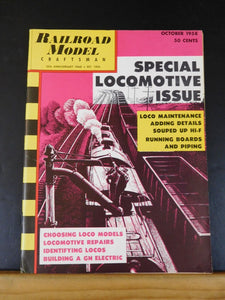 RAILROAD
MODEL
CRAFTSMAN
OCTOBER 1958
50 CENTS
SPECIAL
LOCOMOTIVE
ISSUE
LOCO MAINTENANCE
ADDING DETAILS
SOUPED UP HI-F
RUNNING BOARDS
AND PIPING
CHOOSING LOCO MODELS
LOCOMOTIVE REPAIRS
IDENTIFYING LOCOS
BUILDING A GN ELECTRIC